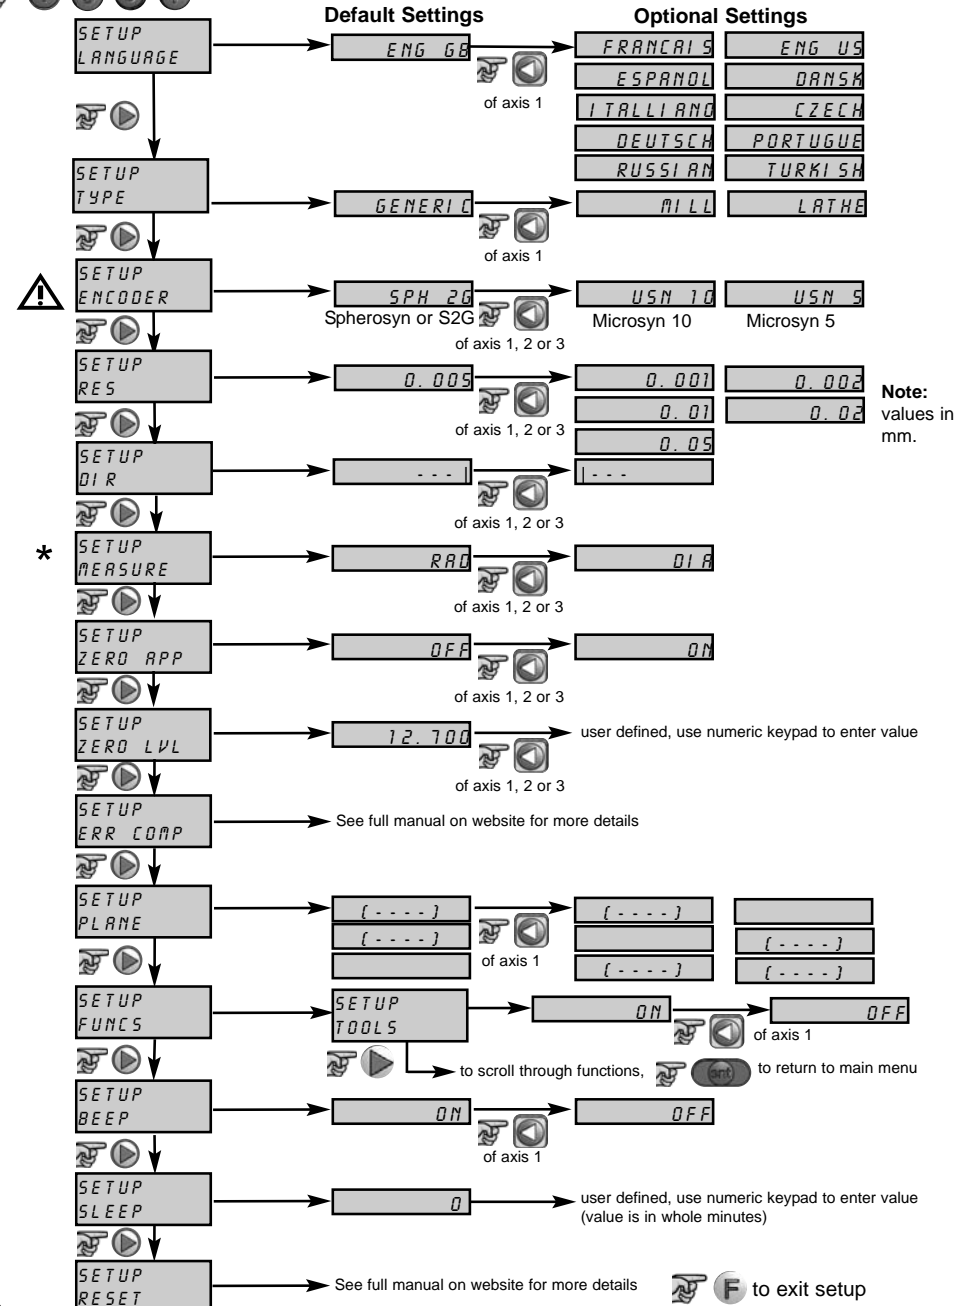 Default Settings
Optional Settings
SETUP
LANGUAGE
ENG GB
of axis 1
FRANCAIS
ENG US
ESPANOL
DANSK
ITALLIANO
CZECH
DEUTSCH
PORTUGUE
RUSSIAN
TURKISH
SETUP
TYPE
GENERIC
of axis 1
MILL
LATHE
SETUP
ENCODER
SPH 2G
Spherosyn or S2G
of axis 1, 2 or 3
USN 10
Microsyn 10
USN 5
Microsyn 5
SETUP
RES
0.005
of axis 1, 2 or 3
0.001
0.002
0.01
0.02
0.05
Note:
values in
mm.
SETUP
DIR
---|
of axis 1, 2 or 3
|---
*
SETUP
MEASURE
RAD
of axis 1, 2 or 3
DIA
SETUP
ZERO APP
OFF
of axis 1, 2 or 3
ON
SETUP
ZERO LVL
12.700
of axis 1, 2 or 3
user defined, use numeric keypad to enter value
SETUP
ERR COMP
See full manual on website for more details
SETUP
PLANE
(----)
(----)
of axis 1
(----)
(----)
(----)
(----)
SETUP
FUNCS
SETUP
TOOLS
ON
of axis 1
OFF
to scroll through functions,
ent
to return to main menu
SETUP
BEEP
ON
of axis 1
OFF
SETUP
SLEEP
0
user defined, use numeric keypad to enter value
(value is in whole minutes)
SETUP
RESET
See full manual on website for more details
F to exit setup